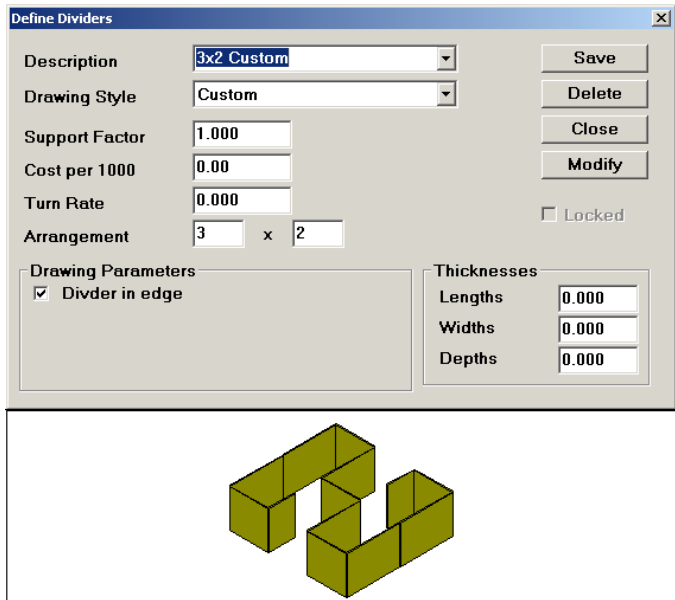 Define Dividers
Description 3x2 Custom Save
Drawing Style Custom Delete
Support Factor 1.000 Close
Cost per 1000 0.00 Modify
Turn Rate 0.000
Locked
Arrangement 3 x 2
Drawing Parameters
Divder in edge
Thicknesses
Lengths 0.000
Widths 0.000
Depths 0.000